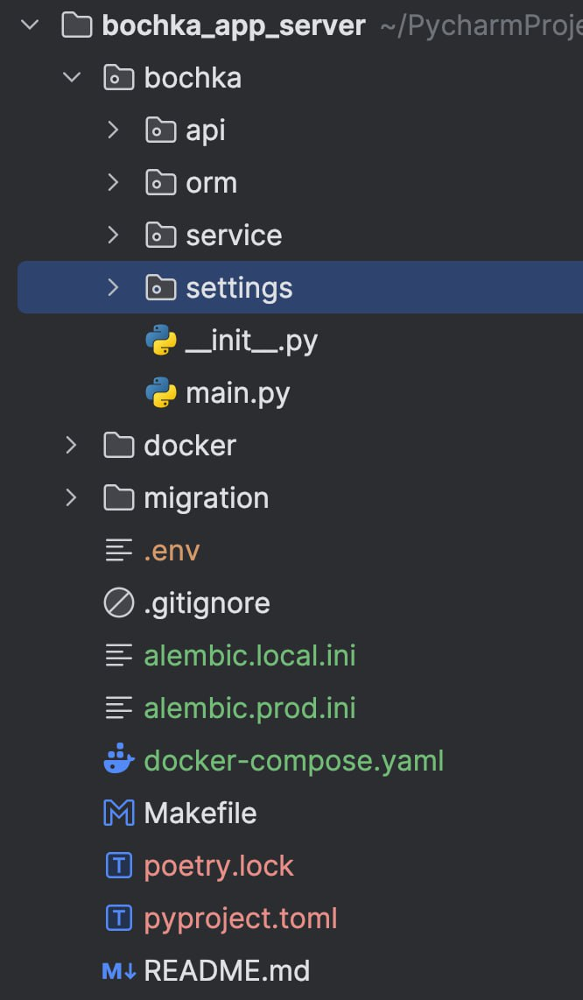 bochka_app_server ~/PycharmProje
bochka
api
orm
service
settings
__init__.py
main.py
docker
migration
.env
.gitignore
alembic.local.ini
alembic.prod.ini
docker-compose.yaml
Makefile
poetry.lock
pyproject.toml
README.md